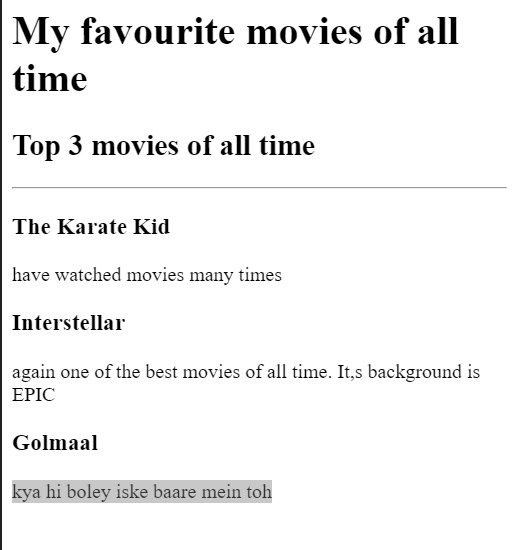 My favourite movies of all
time
Top 3 movies of all time
The Karate Kid
have watched movies many times
Interstellar
again one of the best movies of all time. It,s background is
EPIC
Golmaal
kya hi boley iske baare mein toh